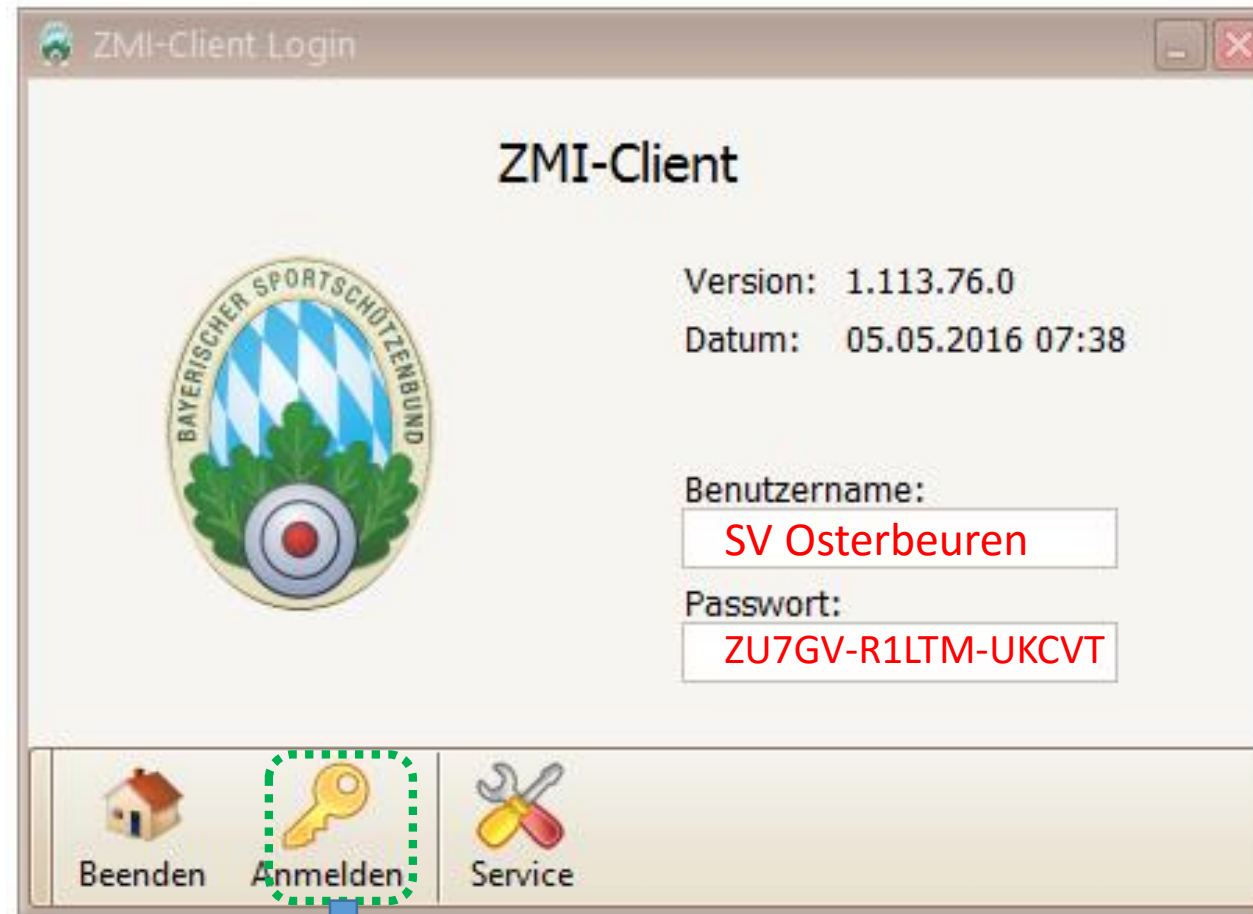 ZMI-Client Login
ZMI-Client
BAYERISCHER SPORTSCHÜTZENBUND
Version: 1.113.76.0
Datum: 05.05.2016 07:38
Benutzername:
SV Osterbeuren
Passwort:
ZU7GV-R1LTM-UKCVT
Beenden Anmelden Service